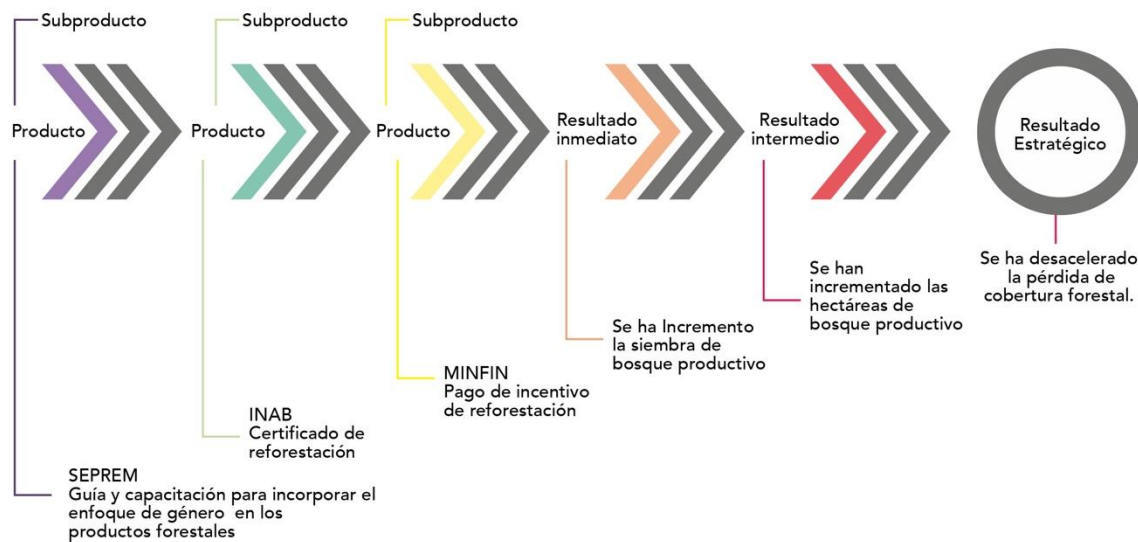 Subproducto
Subproducto
Subproducto
Producto
Producto
Producto
Resultado
inmediato
Resultado
intermedio
Resultado
Estratégico
Se ha desacelerado
la pérdida de
cobertura forestal.
Se han
incrementado las
hectáreas de
bosque productivo
Se ha Incremento
la siembra de
bosque productivo
MINFIN
Pago de incentivo
de reforestación
INAB
Certificado de
reforestación
SEPREM
Guía y capacitación para incorporar el
enfoque de género en los
productos forestales